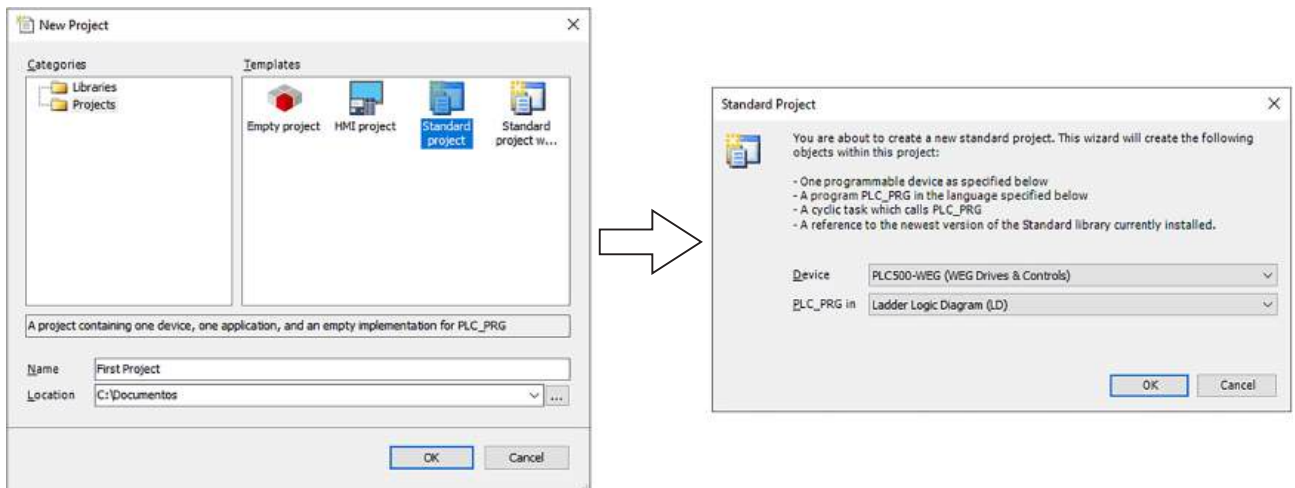 New Project
Categories
Libraries
Projects
Templates
Empty project
HMI project
Standard
project
Standard
project w...
A project containing one device, one application, and an empty implementation for PLC_PRG
Name
First Project
Location
C:\Documentos
...
OK
Cancel
Standard Project
You are about to create a new standard project. This wizard will create the following
objects within this project:
- One programmable device as specified below
- A program PLC_PRG in the language specified below
- A cyclic task which calls PLC_PRG
- A reference to the newest version of the Standard library currently installed.
Device
PLC500-WEG (WEG Drives & Controls)
PLC_PRG in
Ladder Logic Diagram (LD)
OK
Cancel